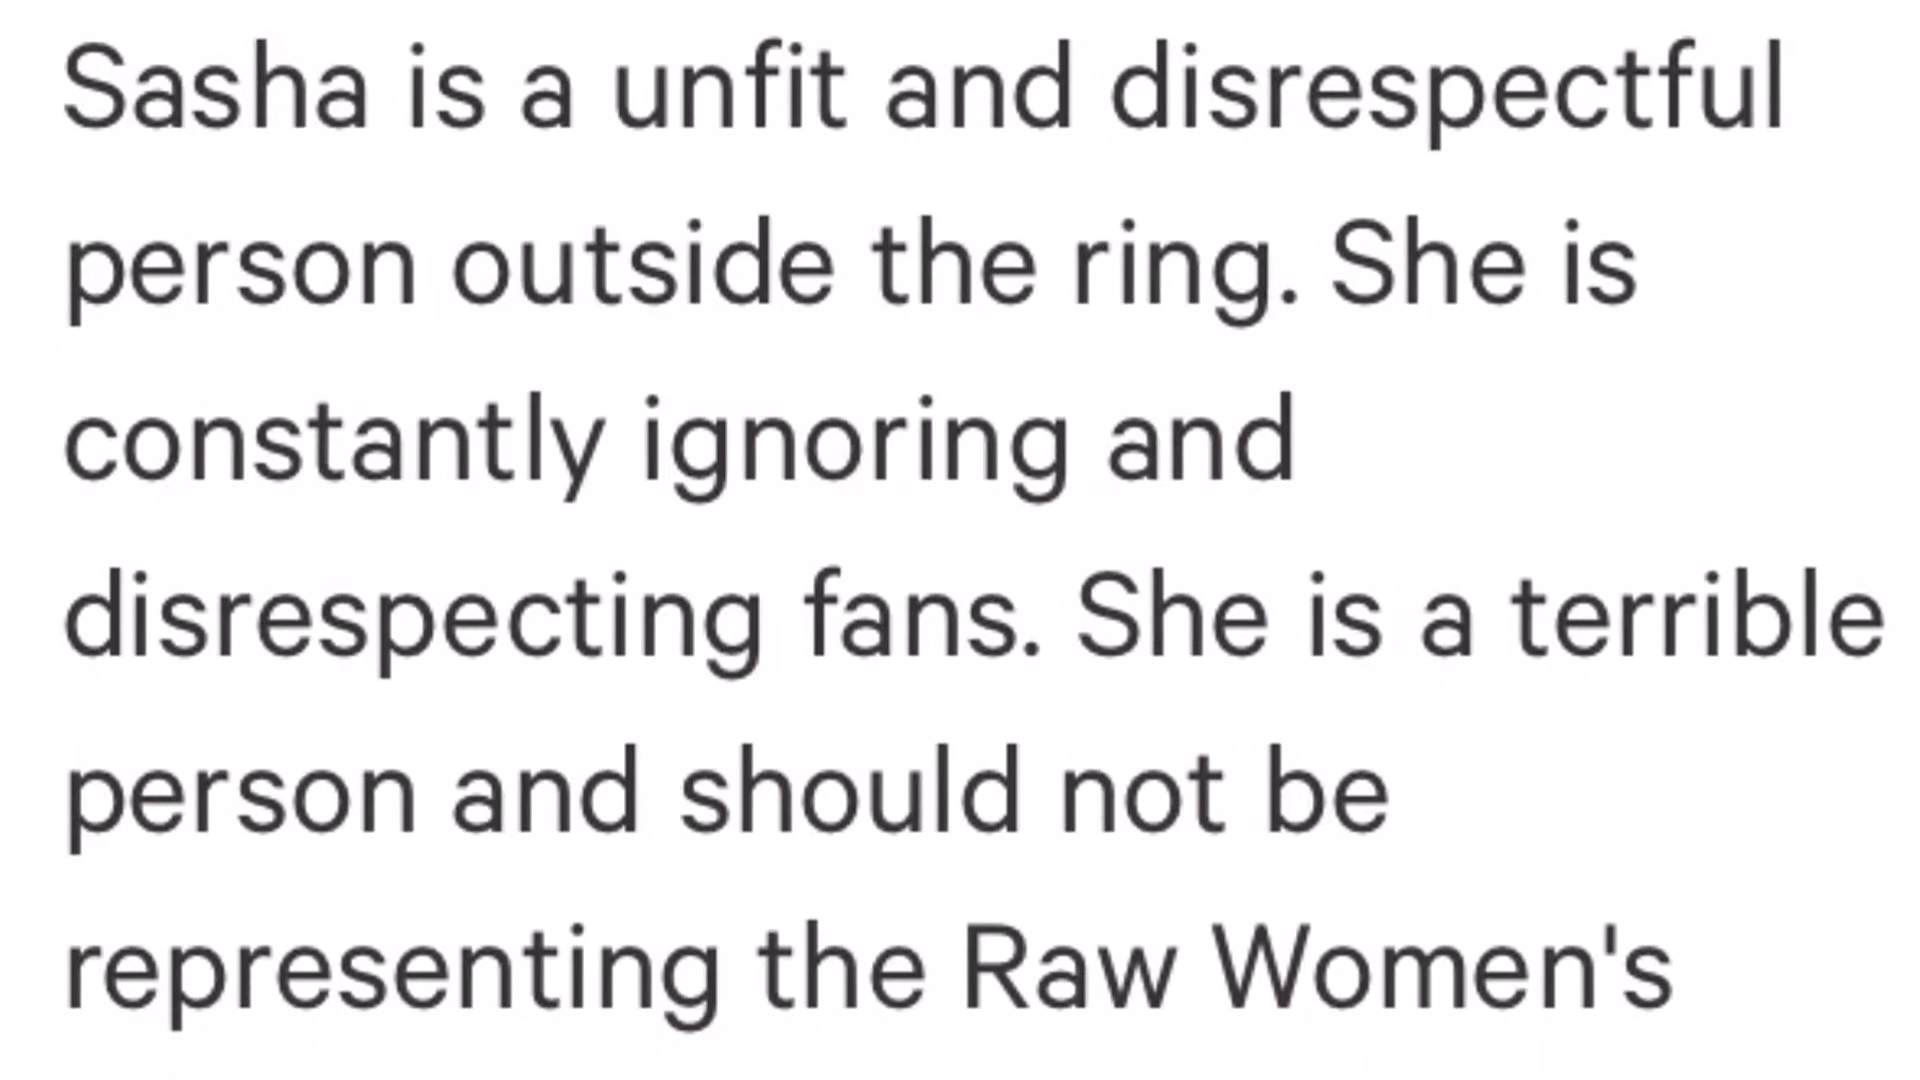 Sasha is a unfit and disrespectful
person outside the ring. She is
constantly ignoring and
disrespecting fans. She is a terrible
person and should not be
representing the Raw Women's